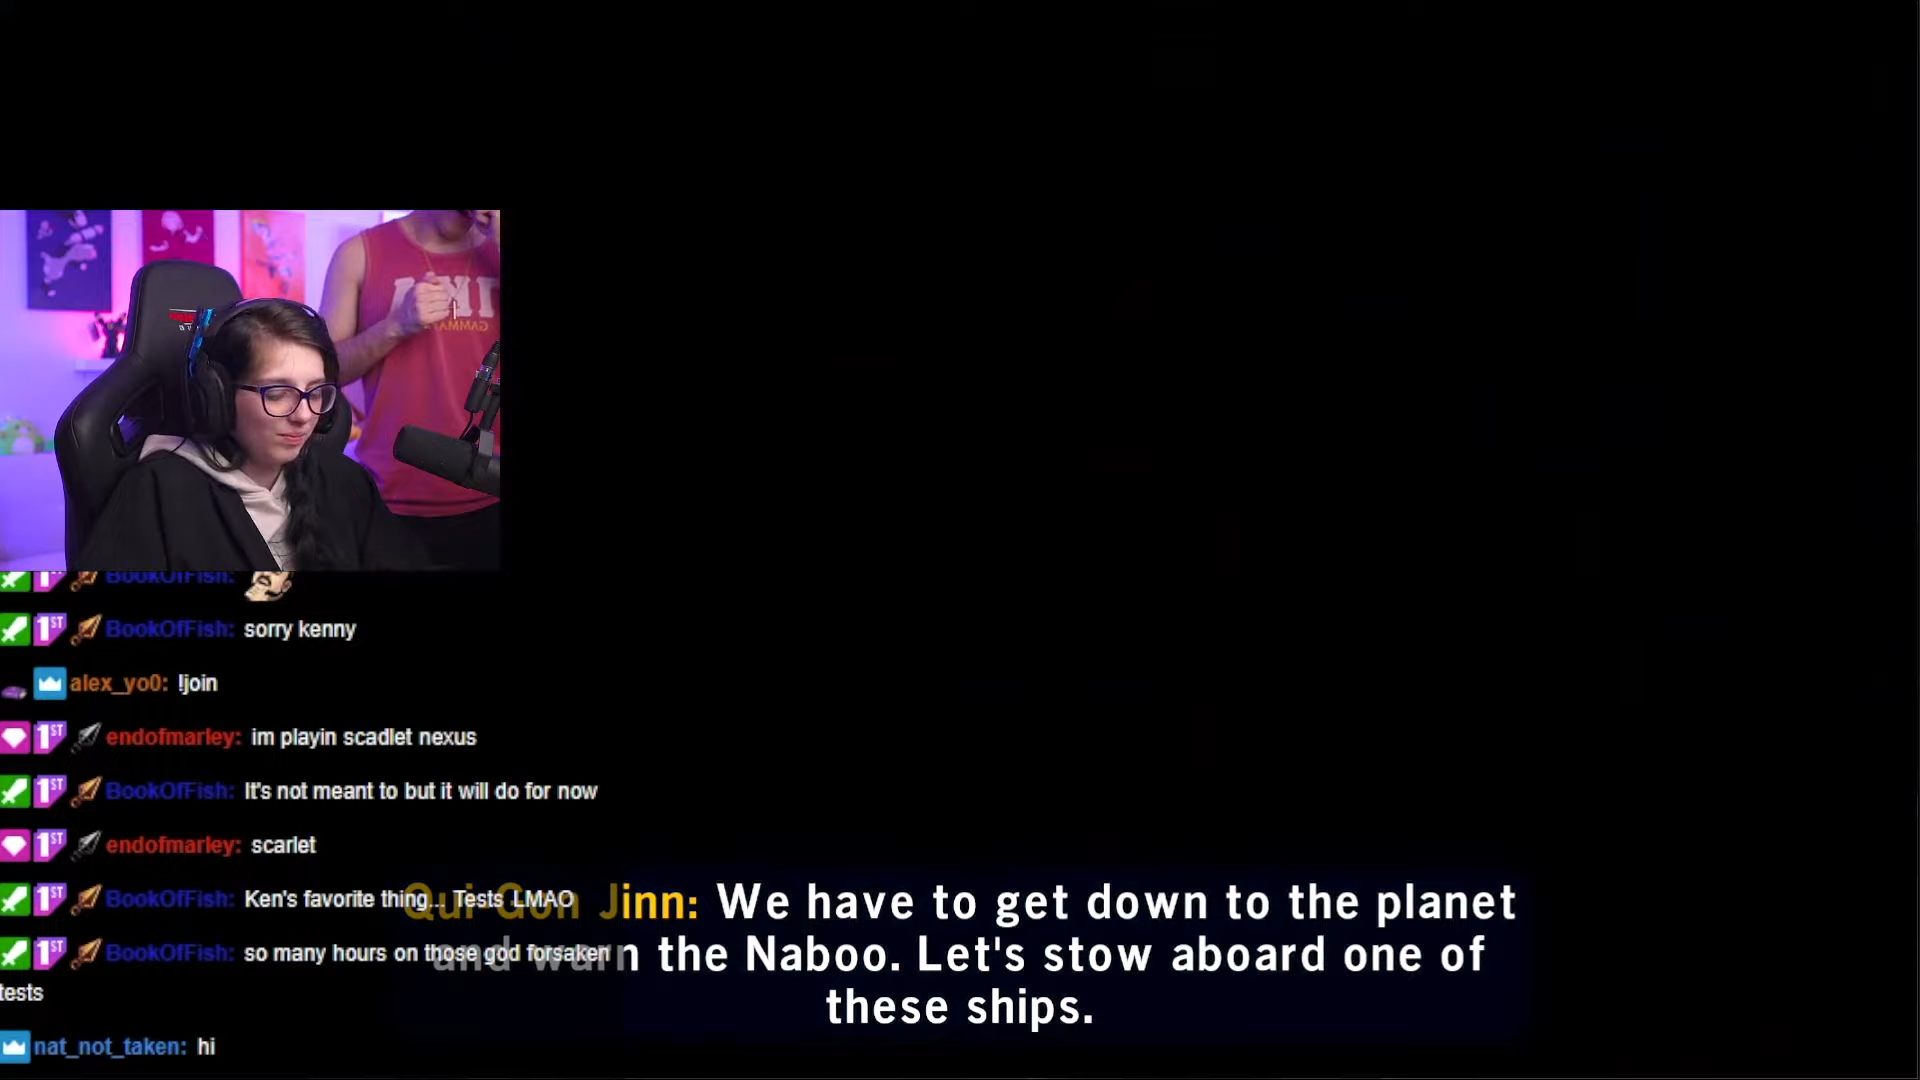 BookOfFish:
BookOfFish: sorry kenny
alex_yo0: !join
endofmarley: im playin scadlet nexus
BookOfFish: It's not meant to but it will do for now
endofmarley: scarlet
BookOfFish: Ken's favorite thing... Tests LMAO
BookOfFish: so many hours on those god forsaken
tests
nat_not_taken: hi
Qui-Gon Jinn: We have to get down to the planet
and warn the Naboo. Let's stow aboard one of
these ships.